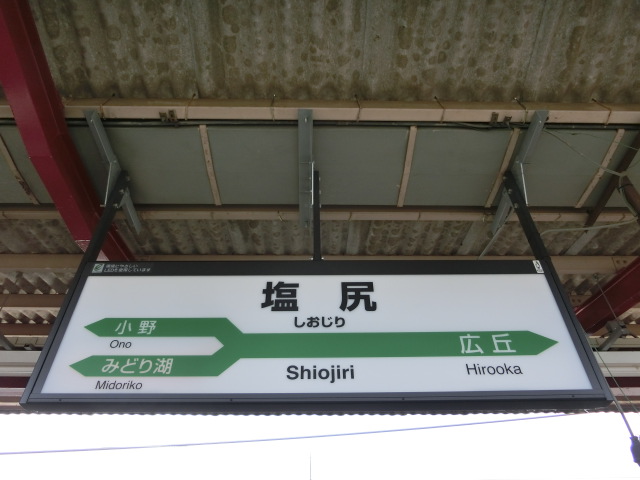 塩尻
しおじり
小野
Ono
みどり湖
Midoriko
広丘
Hirooka
Shiojiri